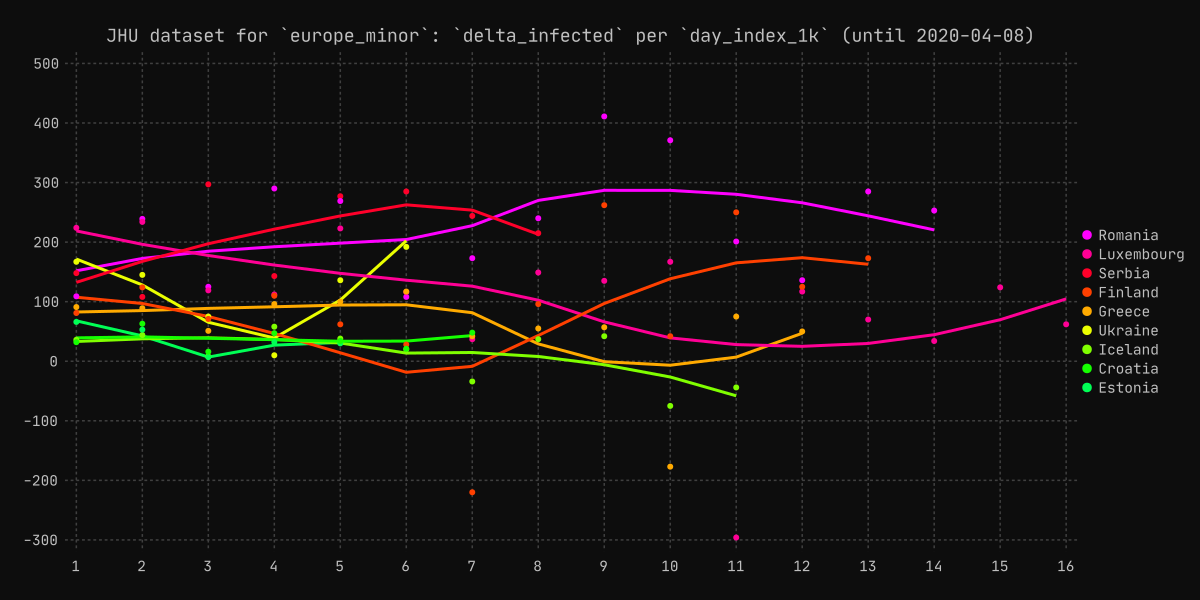 JHU dataset for `europe_minor`: `delta_infected` per `day_index_1k` (until 2020-04-08)
500
400
300
200
100
0
-100
-200
-300
1 2 3 4 5 6 7 8 9 10 11 12 13 14 15 16
Romania
Luxembourg
Serbia
Finland
Greece
Ukraine
Iceland
Croatia
Estonia